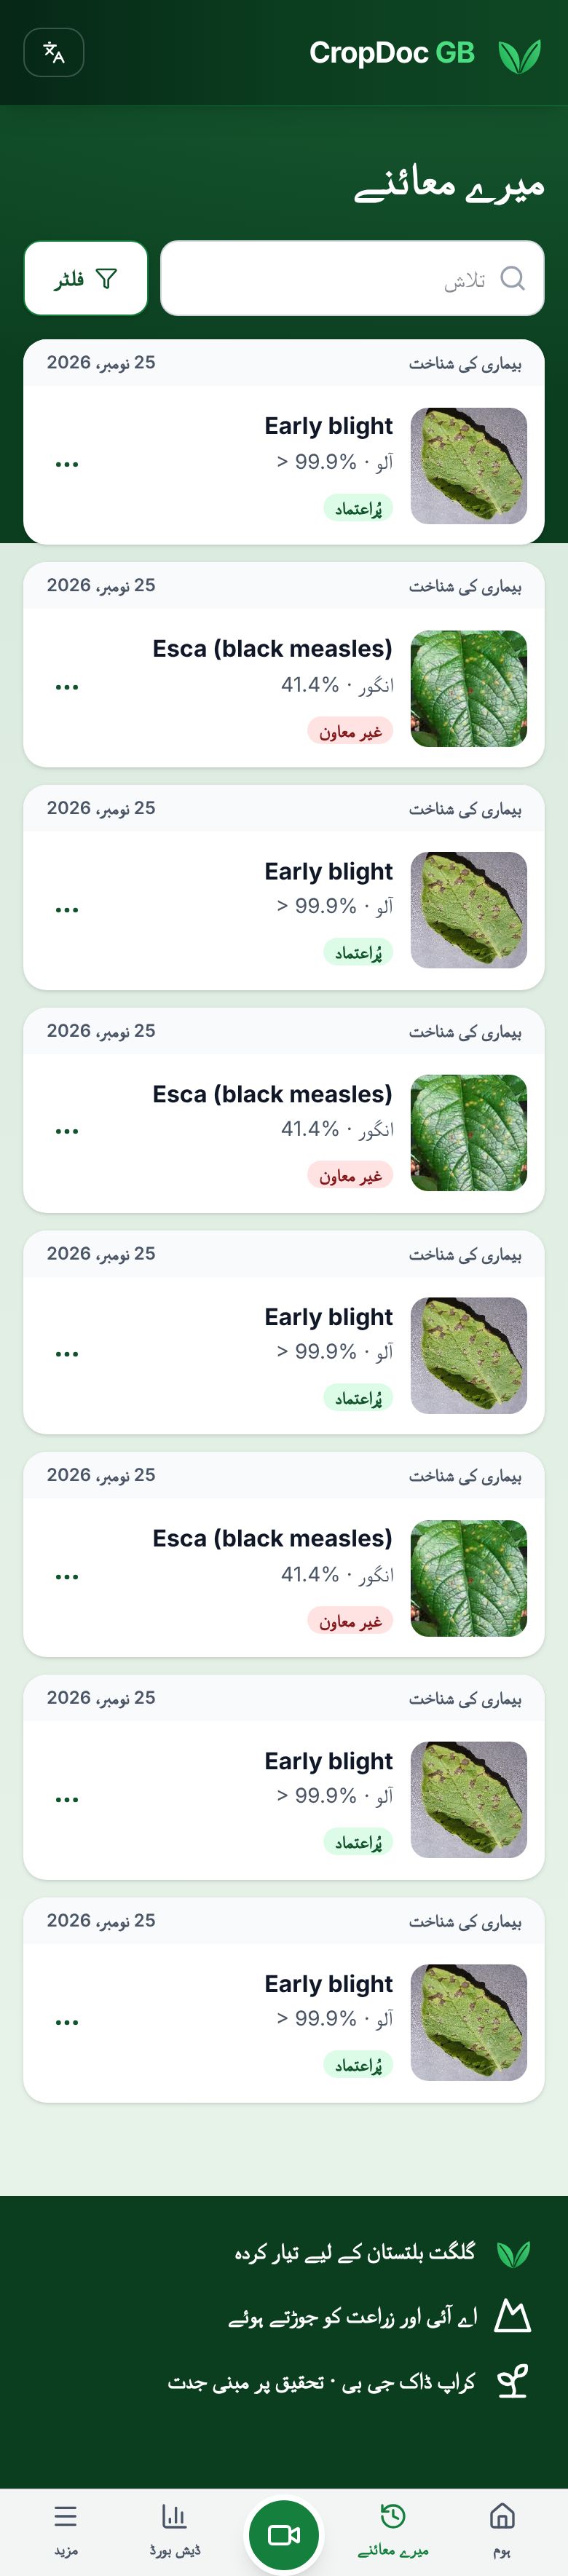 CropDoc GB
میرے معائنے
تلاش
فلٹر
بیماری کی شناخت
25 نومبر، 2026
Early blight
آلو · 99.9% <
پُراعتماد
بیماری کی شناخت
25 نومبر، 2026
Esca (black measles)
انگور · 41.4%
غیر معاون
بیماری کی شناخت
25 نومبر، 2026
Early blight
آلو · 99.9% <
پُراعتماد
بیماری کی شناخت
25 نومبر، 2026
Esca (black measles)
انگور · 41.4%
غیر معاون
بیماری کی شناخت
25 نومبر، 2026
Early blight
آلو · 99.9% <
پُراعتماد
بیماری کی شناخت
25 نومبر، 2026
Esca (black measles)
انگور · 41.4%
غیر معاون
بیماری کی شناخت
25 نومبر، 2026
Early blight
آلو · 99.9% <
پُراعتماد
بیماری کی شناخت
25 نومبر، 2026
Early blight
آلو · 99.9% <
پُراعتماد
گلگت بلتستان کے لیے تیار کردہ
اے آئی اور زراعت کو جوڑتے ہوئے
کراپ ڈاک جی بی · تحقیق پر مبنی جدت
ہوم
میرے معائنے
ڈیش بورڈ
مزید